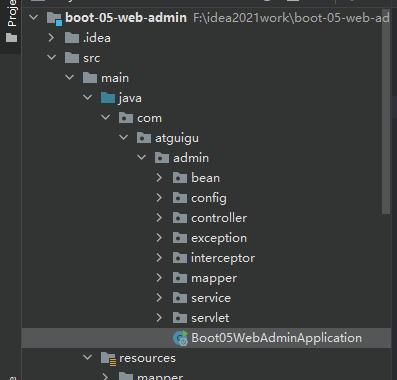 Project
boot-05-web-admin F:\idea2021work\boot-05-web-ad
.idea
src
main
java
com
atguigu
admin
bean
config
controller
exception
interceptor
mapper
service
servlet
Boot05WebAdminApplication
resources
mapper